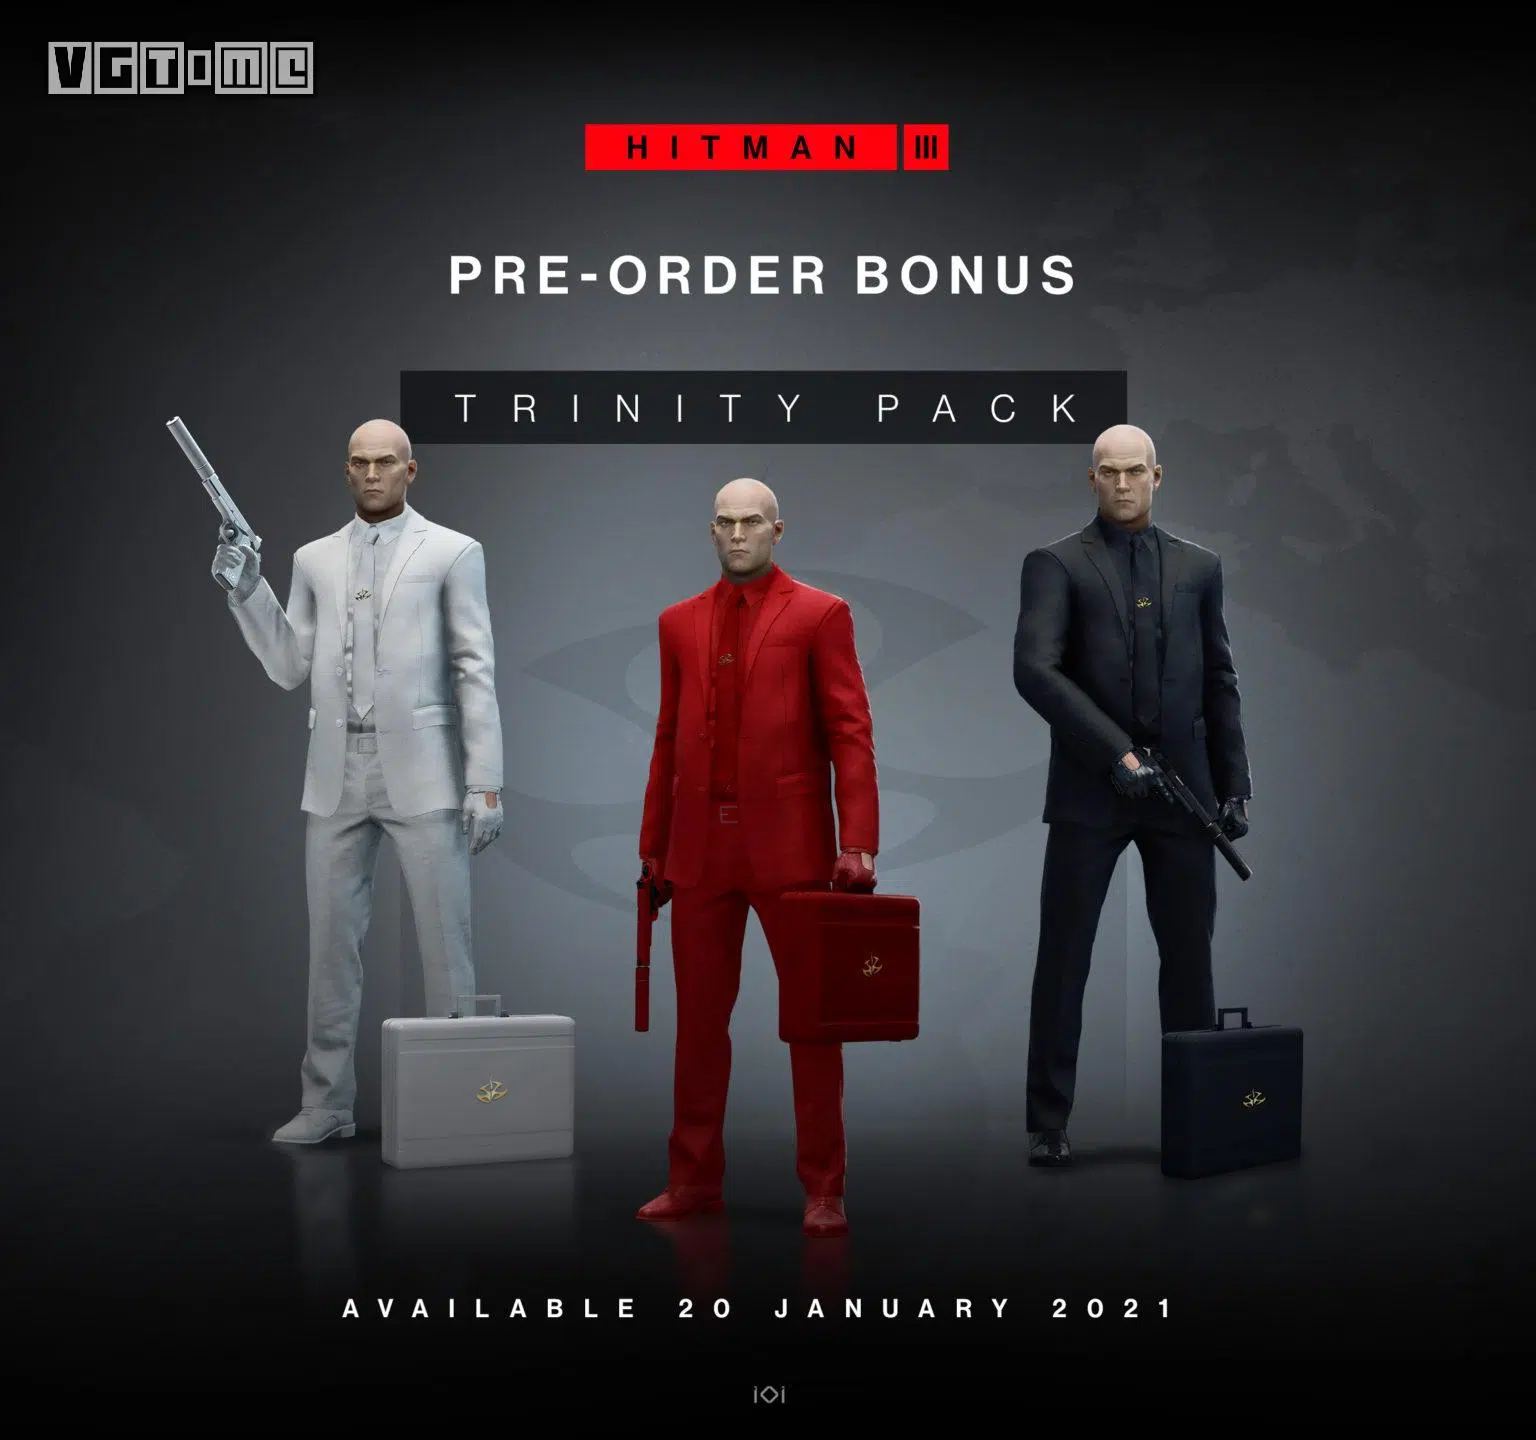 VGTIME
HITMAN III
PRE-ORDER BONUS
TRINITY PACK
AVAILABLE 20 JANUARY 2021
IOI